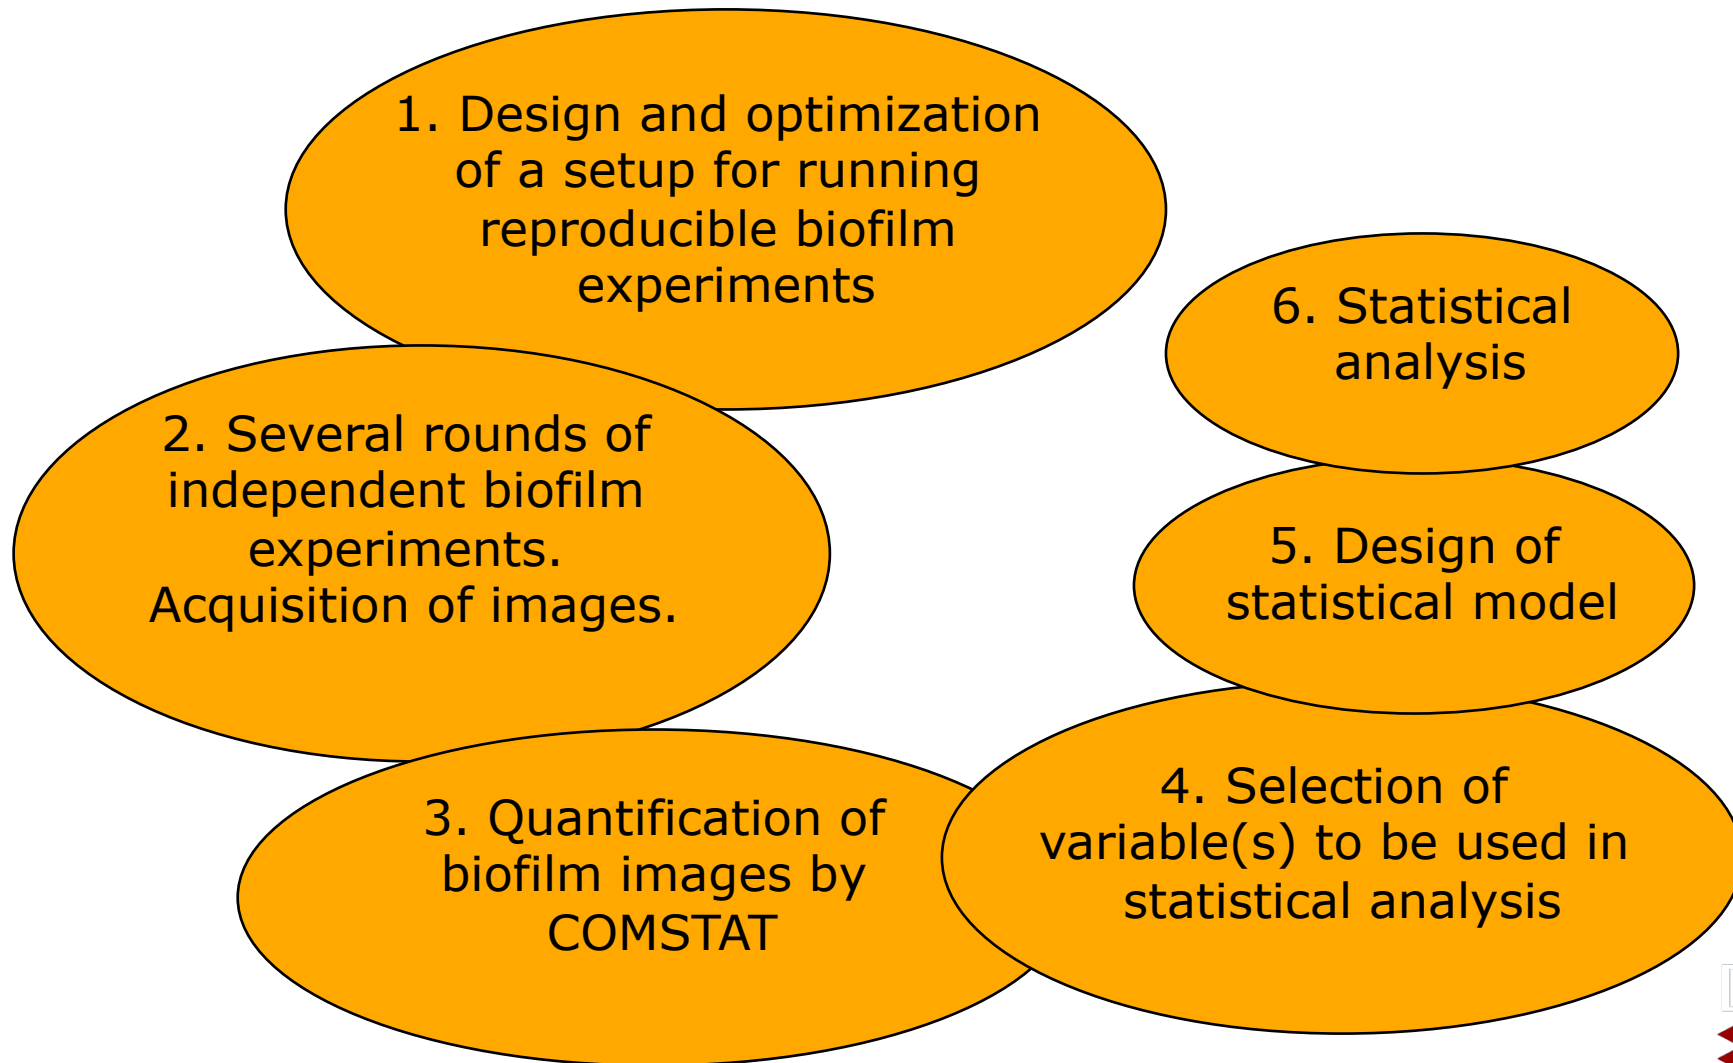 1. Design and optimization
of a setup for running
reproducible biofilm
experiments
2. Several rounds of
independent biofilm
experiments.
Acquisition of images.
3. Quantification of
biofilm images by
COMSTAT
4. Selection of
variable(s) to be used in
statistical analysis
5. Design of
statistical model
6. Statistical
analysis